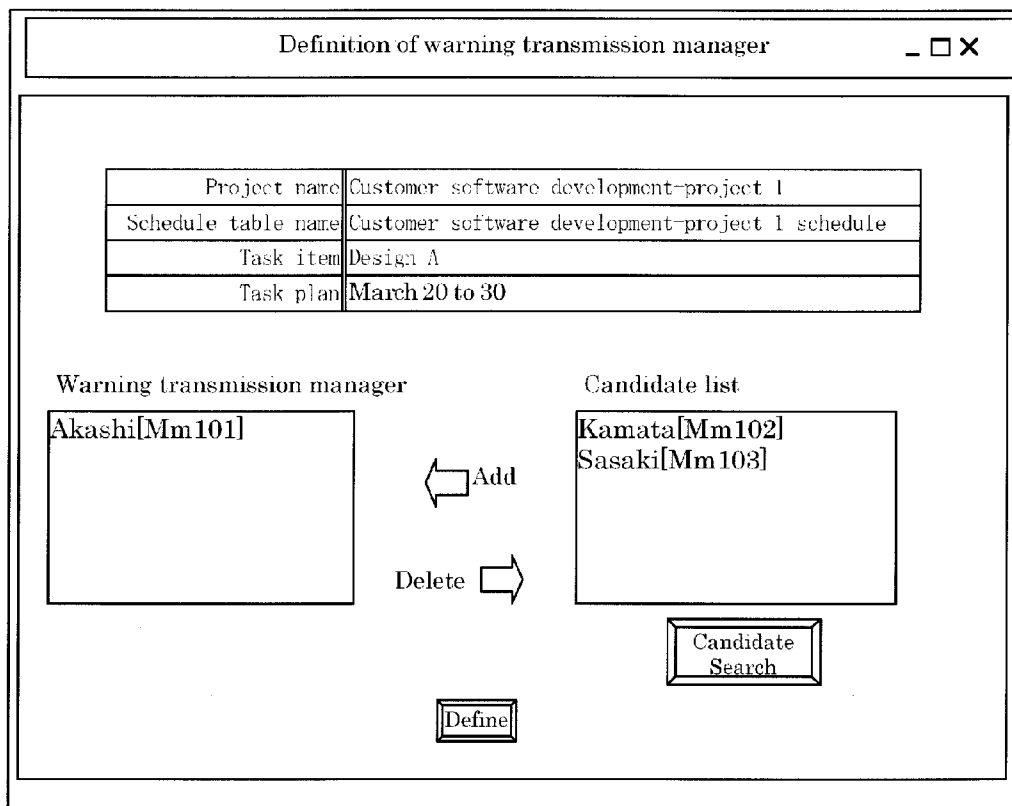 Definition of warning transmission manager
Project name Customer software development-project 1
Schedule table name Customer software development-project 1 schedule
Task item Design A
Task plan March 20 to 30
Warning transmission manager
Candidate list
Akashi[Mm101]
Kamata[Mm102]
Sasaki[Mm103]
Add
Delete
Candidate
Search
Define